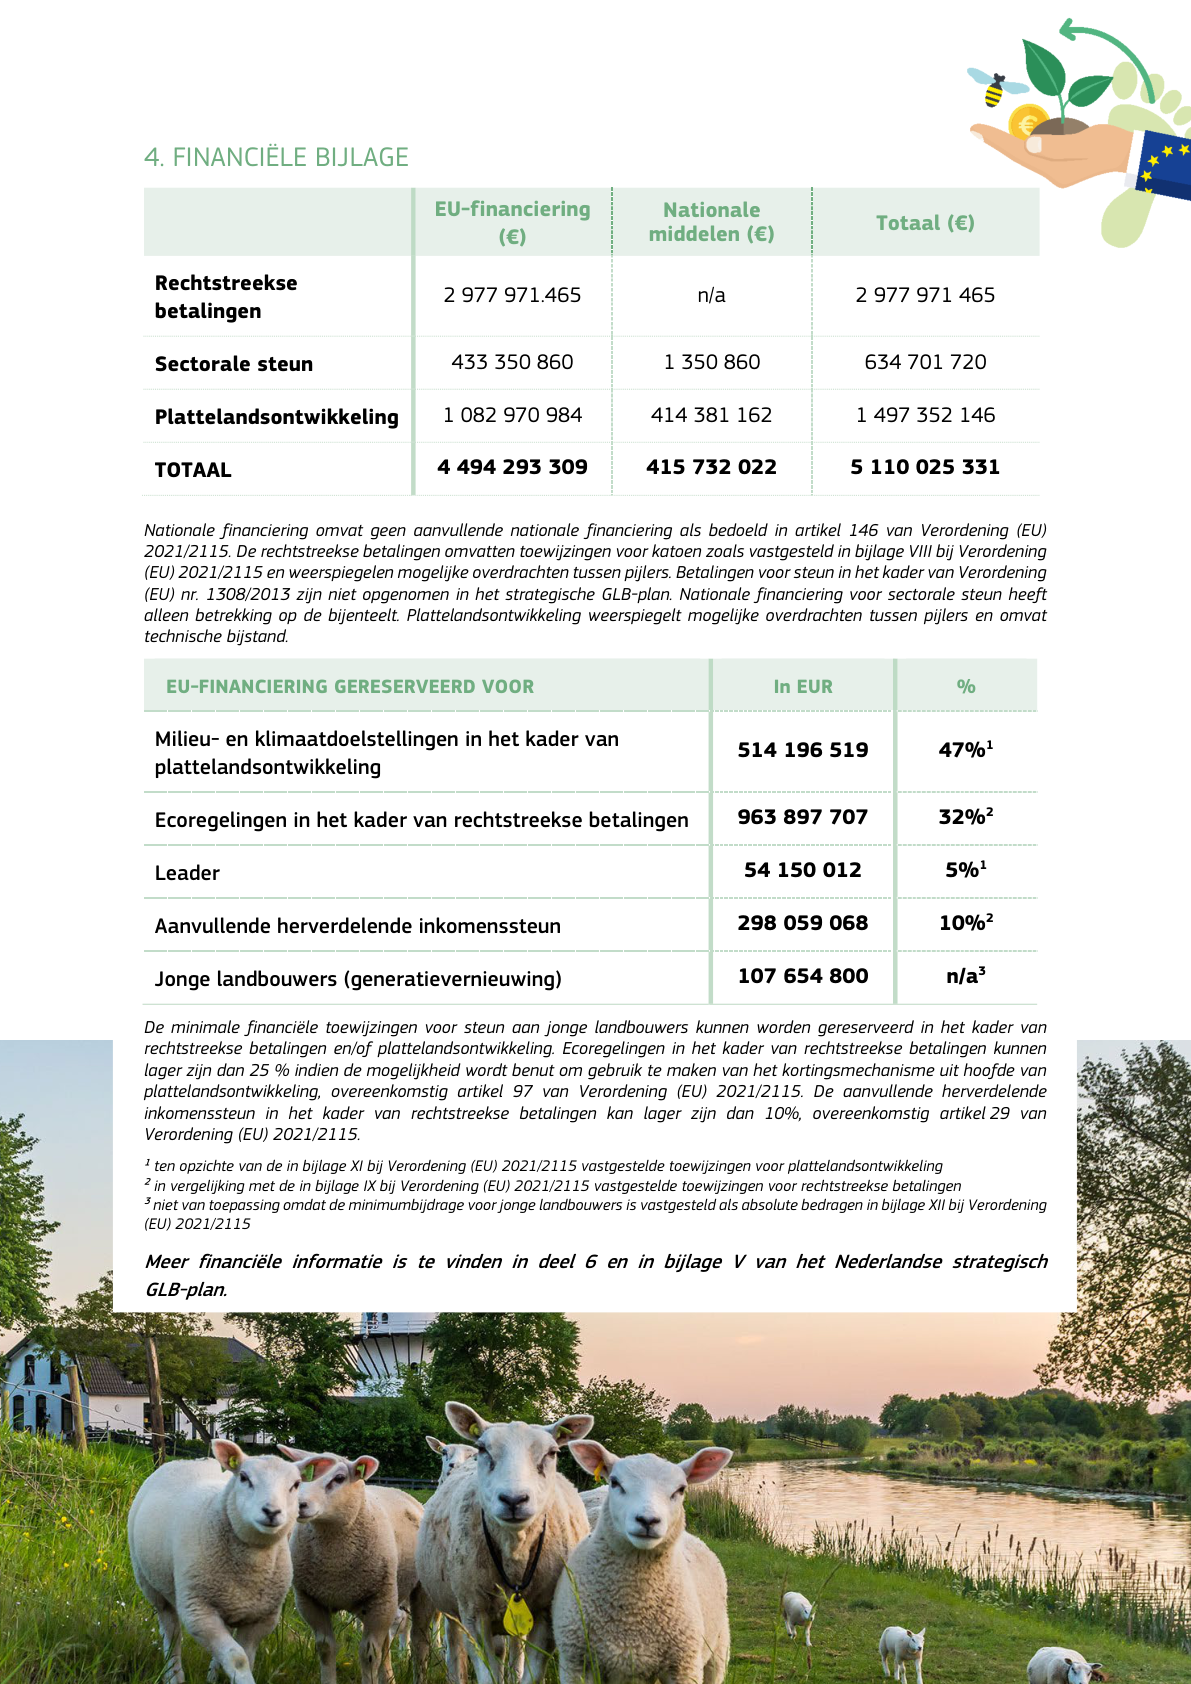 4. FINANCIËLE BIJLAGE
EU-financiering (€) Nationale middelen (€) Totaal (€)
Rechtstreekse betalingen 2 977 971.465 n/a 2 977 971 465
Sectorale steun 433 350 860 1 350 860 634 701 720
Plattelandsontwikkeling 1 082 970 984 414 381 162 1 497 352 146
TOTAAL 4 494 293 309 415 732 022 5 110 025 331
Nationale financiering omvat geen aanvullende nationale financiering als bedoeld in artikel 146 van Verordening (EU)
2021/2115. De rechtstreekse betalingen omvatten toewijzingen voor katoen zoals vastgesteld in bijlage VIII bij Verordening
(EU) 2021/2115 en weerspiegelen mogelijke overdrachten tussen pijlers. Betalingen voor steun in het kader van Verordening
(EU) nr. 1308/2013 zijn niet opgenomen in het strategische GLB-plan. Nationale financiering voor sectorale steun heeft
alleen betrekking op de bijenteelt. Plattelandsontwikkeling weerspiegelt mogelijke overdrachten tussen pijlers en omvat
technische bijstand.
EU-FINANCIERING GERESERVEERD VOOR In EUR %
Milieu- en klimaatdoelstellingen in het kader van plattelandsontwikkeling 514 196 519 47%¹
Ecoregelingen in het kader van rechtstreekse betalingen 963 897 707 32%²
Leader 54 150 012 5%¹
Aanvullende herverdelende inkomenssteun 298 059 068 10%²
Jonge landbouwers (generatievernieuwing) 107 654 800 n/a³
De minimale financiële toewijzingen voor steun aan jonge landbouwers kunnen worden gereserveerd in het kader van
rechtstreekse betalingen en/of plattelandsontwikkeling. Ecoregelingen in het kader van rechtstreekse betalingen kunnen
lager zijn dan 25 % indien de mogelijkheid wordt benut om gebruik te maken van het kortingsmechanisme uit hoofde van
plattelandsontwikkeling, overeenkomstig artikel 97 van Verordening (EU) 2021/2115. De aanvullende herverdelende
inkomenssteun in het kader van rechtstreekse betalingen kan lager zijn dan 10%, overeenkomstig artikel 29 van
Verordening (EU) 2021/2115.
¹ ten opzichte van de in bijlage XI bij Verordening (EU) 2021/2115 vastgestelde toewijzingen voor plattelandsontwikkeling
² in vergelijking met de in bijlage IX bij Verordening (EU) 2021/2115 vastgestelde toewijzingen voor rechtstreekse betalingen
³ niet van toepassing omdat de minimumbijdrage voor jonge landbouwers is vastgesteld als absolute bedragen in bijlage XII bij Verordening
(EU) 2021/2115
Meer financiële informatie is te vinden in deel 6 en in bijlage V van het Nederlandse strategisch
GLB-plan.